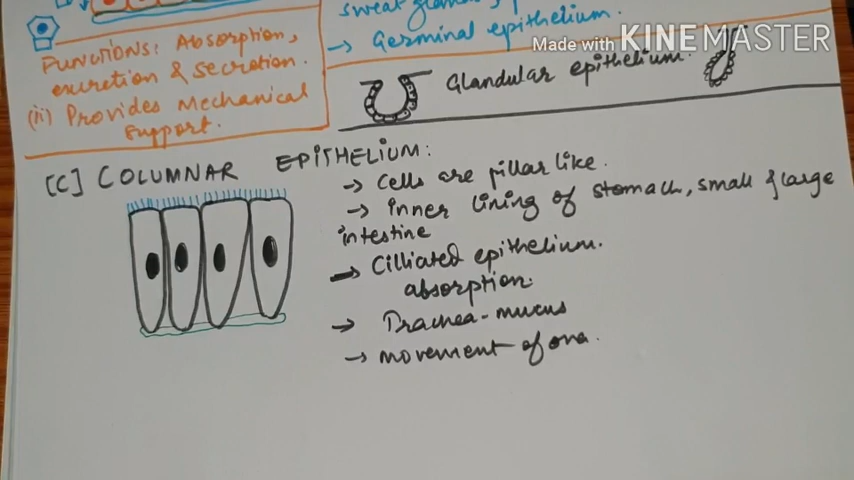 sweat glands,
→ Germinal epithelium.
Made with KINEMASTER
FUNCTIONS: Absorption,
excretion & secretion.
(ii) Provides Mechanical
support.
Glandular epithelium.
[C] COLUMNAR EPITHELIUM:
→ Cells are pillar like.
→ inner lining of stomach, small & large
intestine
→ Cilliated epithelium.
absorption.
→ Trachea-mucus
→ movement of ova.